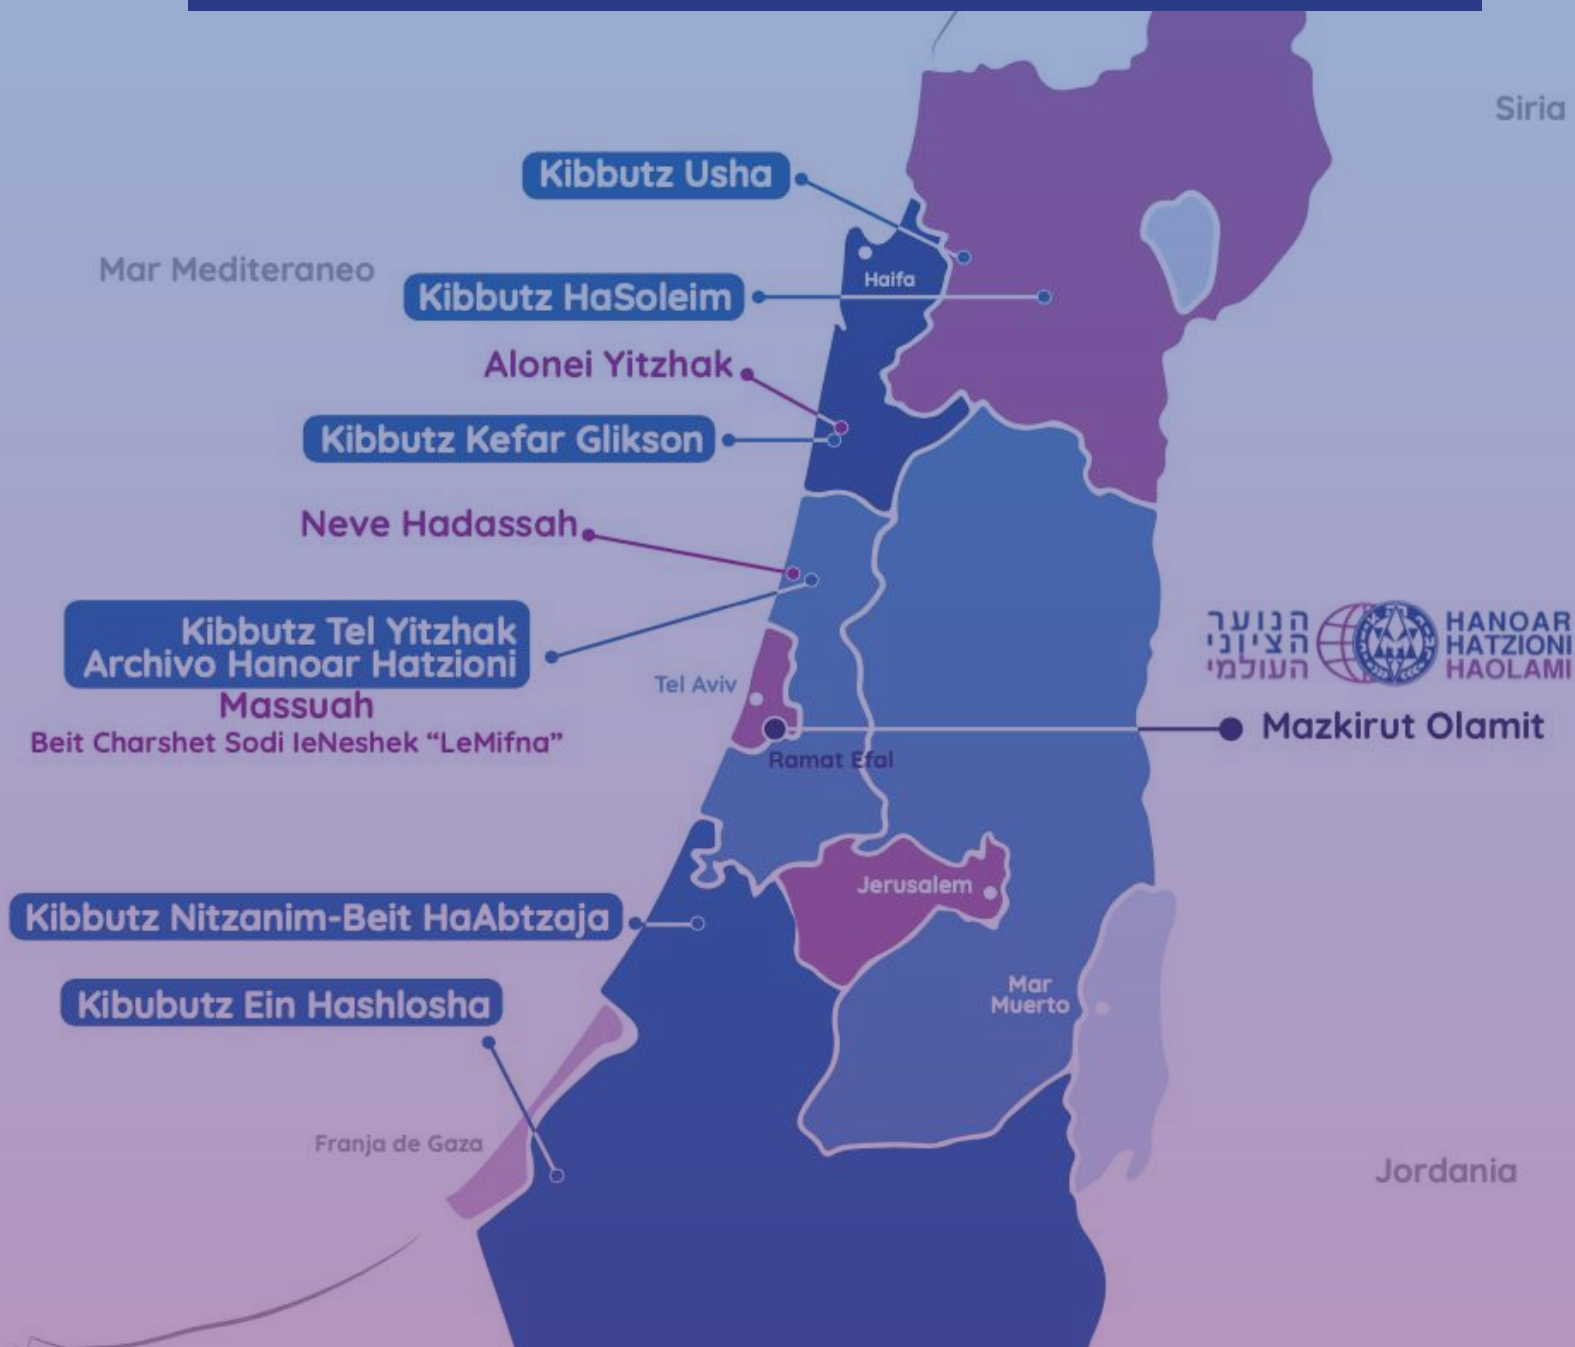 Siria
Kibbutz Usha
Mar Mediteraneo
Haifa
Kibbutz HaSoleim
Alonei Yitzhak
Kibbutz Kefar Glikson
Neve Hadassah
Kibbutz Tel Yitzhak
Archivo Hanoar Hatzioni
Massuah
Beit Charshet Sodi IeNeshek “LeMifna”
Tel Aviv
Ramat Efal
הנוער
הציוני
העולמי
HANOAR
HATZIONI
HAOLAMI
Mazkirut Olamit
Jerusalem
Kibbutz Nitzanim-Beit HaAbtzaja
Mar
Muerto
Kibubutz Ein Hashlosha
Franja de Gaza
Jordania